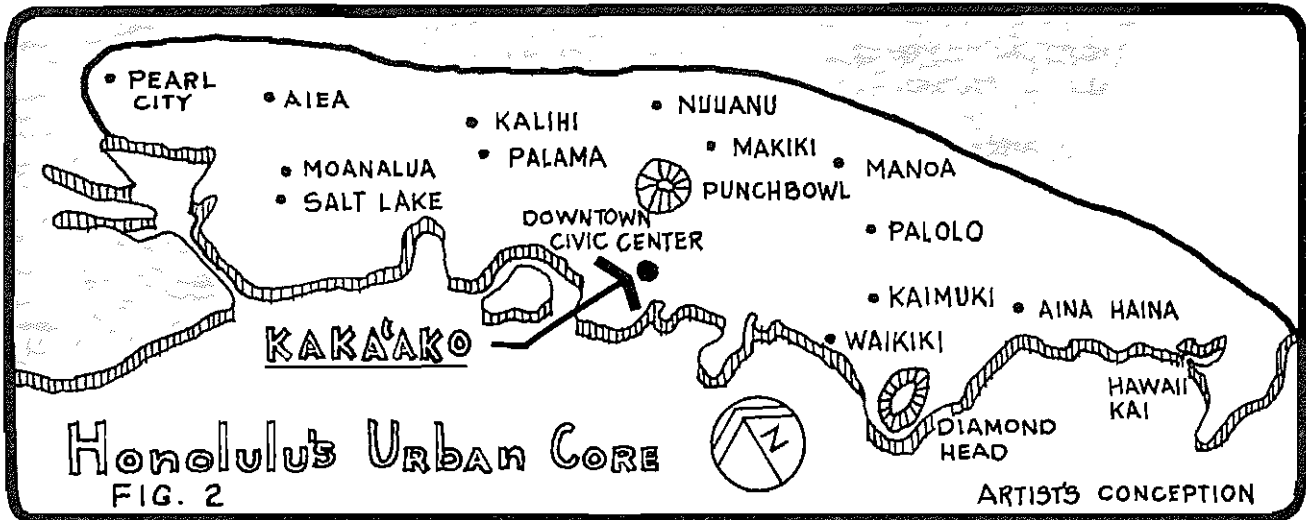 PEARL
CITY
AIEA
KALIHI
PALAMA
NUUANU
MAKIKI
MANOA
MOANALUA
SALT LAKE
PUNCHBOWL
DOWNTOWN
CIVIC CENTER
PALOLO
KAIMUKI
AINA HAINA
KAKA'AKO
WAIKIKI
HAWAII
KAI
DIAMOND
HEAD
Honolulu's Urban Core
N
FIG. 2
ARTIST'S CONCEPTION